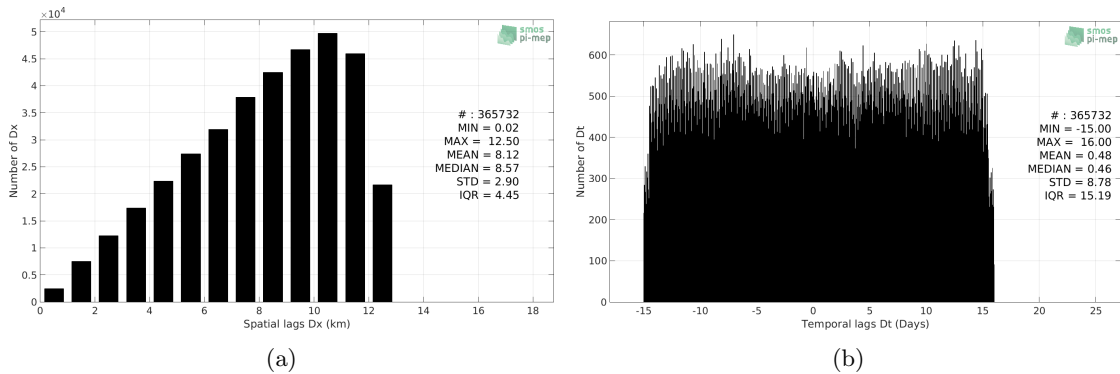 ×10⁴
5
4.5
4
3.5
3
2.5
2
1.5
1
0.5
0
Number of Dx
0 2 4 6 8 10 12 14 16 18
Spatial lags Dx (km)
smos
pi-mep
# : 365732
MIN = 0.02
MAX = 12.50
MEAN = 8.12
MEDIAN = 8.57
STD = 2.90
IQR = 4.45
(a)
600
500
400
300
200
100
0
Number of Dt
-15 -10 -5 0 5 10 15 20 25
Temporal lags Dt (Days)
smos
pi-mep
# : 365732
MIN = -15.00
MAX = 16.00
MEAN = 0.48
MEDIAN = 0.46
STD = 8.78
IQR = 15.19
(b)